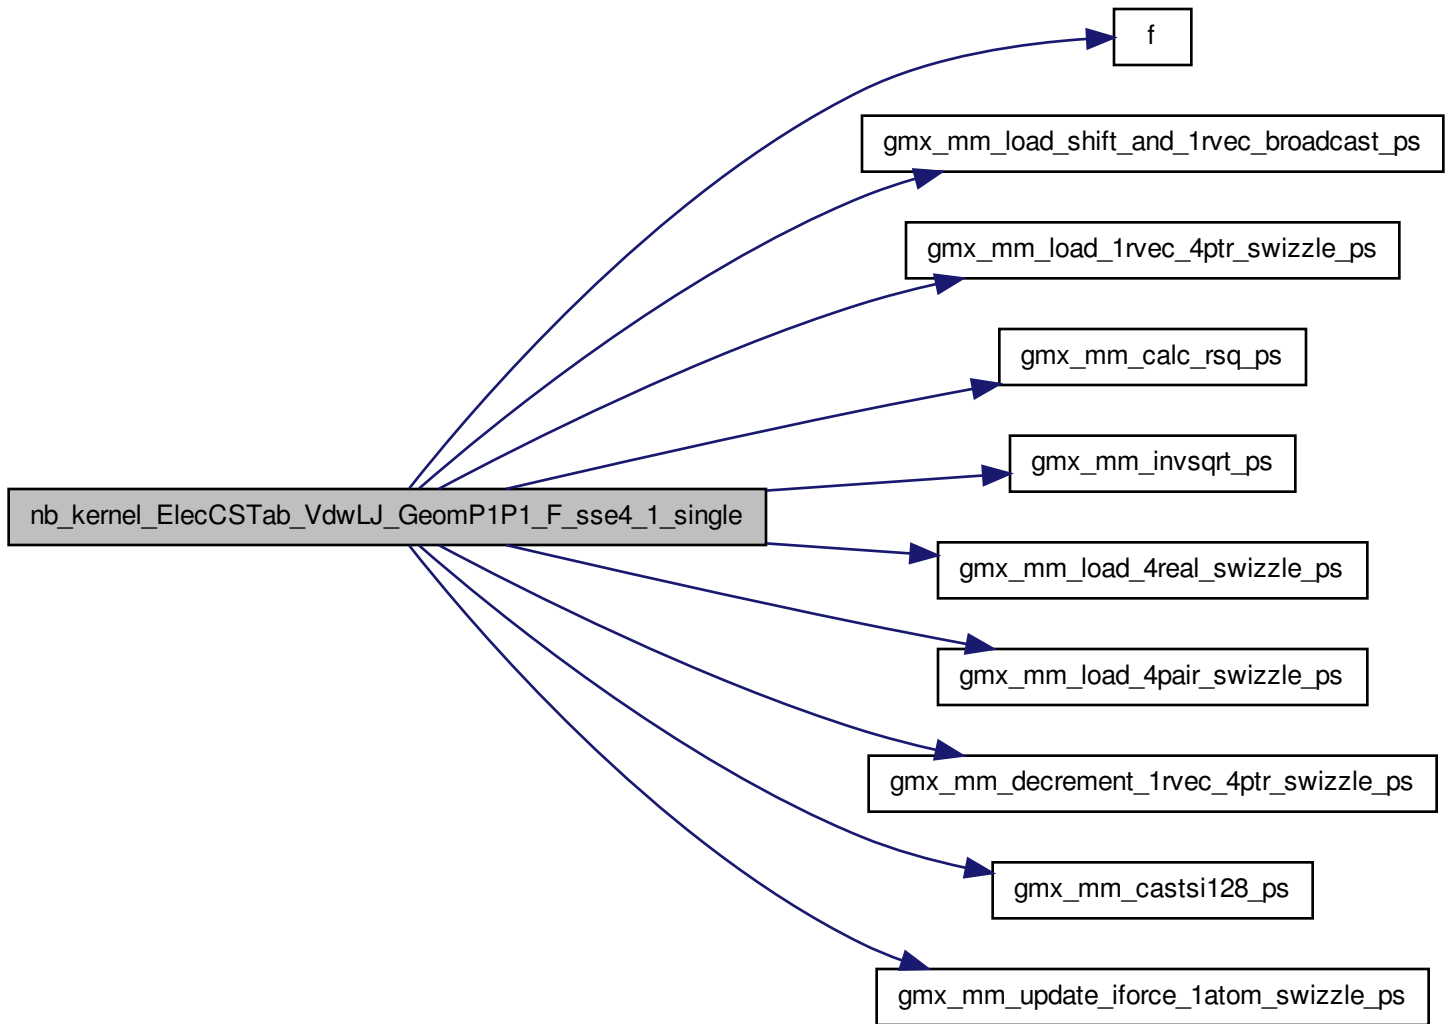 f
gmx_mm_load_shift_and_1rvec_broadcast_ps
gmx_mm_load_1rvec_4ptr_swizzle_ps
gmx_mm_calc_rsq_ps
gmx_mm_invsqrt_ps
nb_kernel_ElecCSTab_VdwLJ_GeomP1P1_F_sse4_1_single
gmx_mm_load_4real_swizzle_ps
gmx_mm_load_4pair_swizzle_ps
gmx_mm_decrement_1rvec_4ptr_swizzle_ps
gmx_mm_castsi128_ps
gmx_mm_update_iforce_1atom_swizzle_ps